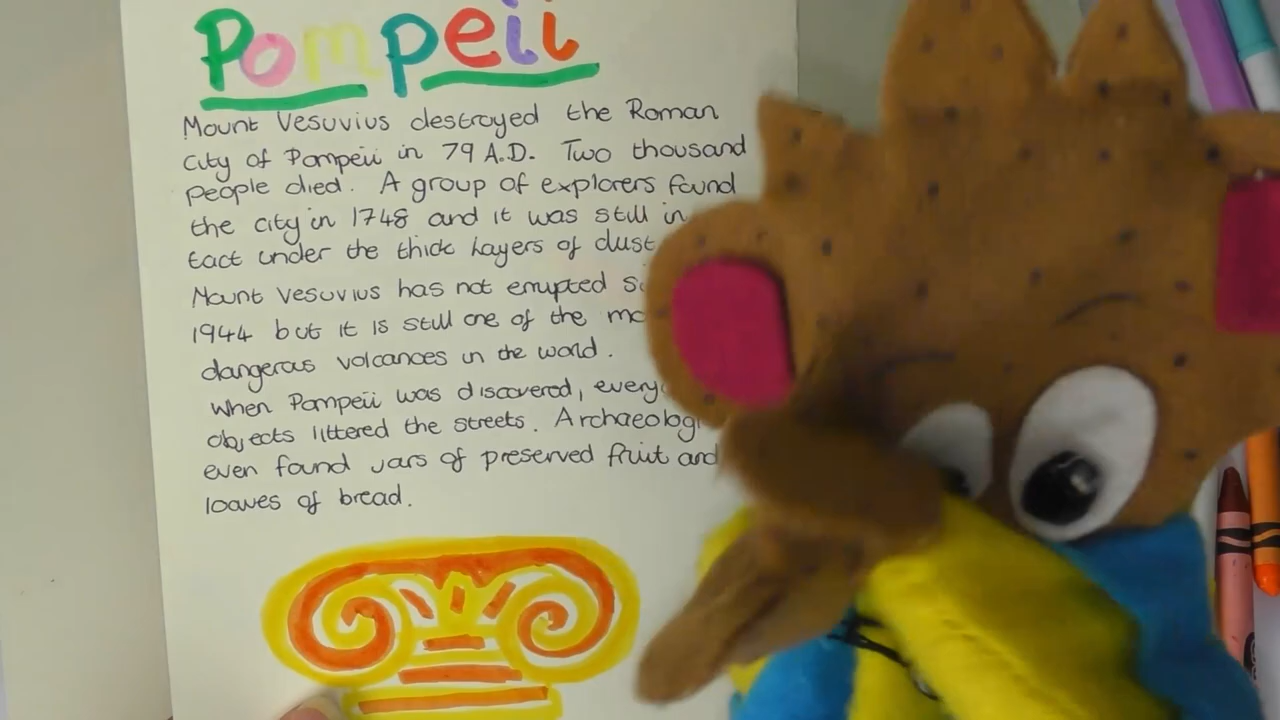 Pompeii
Mount Vesuvius destroyed the Roman
city of Pompeii in 79 A.D. Two thousand
people died. A group of explorers found
the city in 1748 and it was still in
tact under the thick layers of dust
Mount Vesuvius has not erupted
1944 but it is still one of the
dangerous volcanoes in the world.
When Pompeii was discovered,
objects littered the streets.
even found jars of preserved fruit and
loaves of bread.